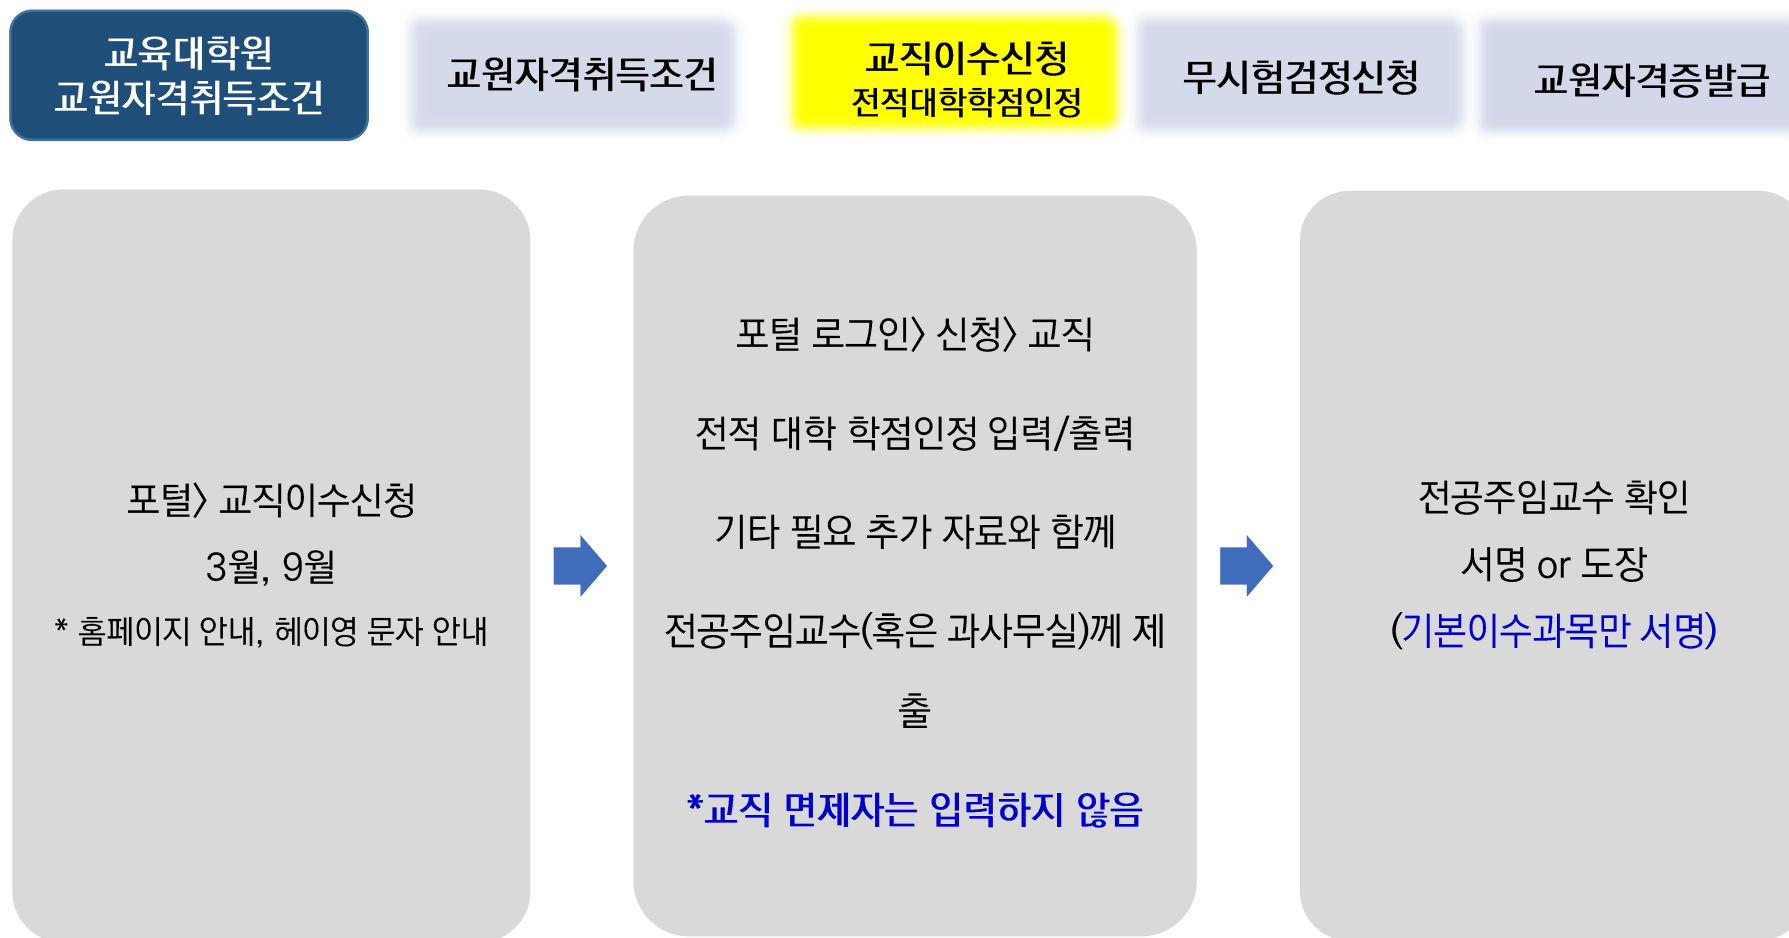 교육대학원
교원자격취득조건
교원자격취득조건
교직이수신청
전적대학학점인정
무시험검정신청
교원자격증발급
포털> 교직이수신청
3월, 9월
* 홈페이지 안내, 헤이영 문자 안내
포털 로그인> 신청> 교직
전적 대학 학점인정 입력/출력
기타 필요 추가 자료와 함께
전공주임교수(혹은 과사무실)께 제
출
*교직 면제자는 입력하지 않음
전공주임교수 확인
서명 or 도장
(기본이수과목만 서명)